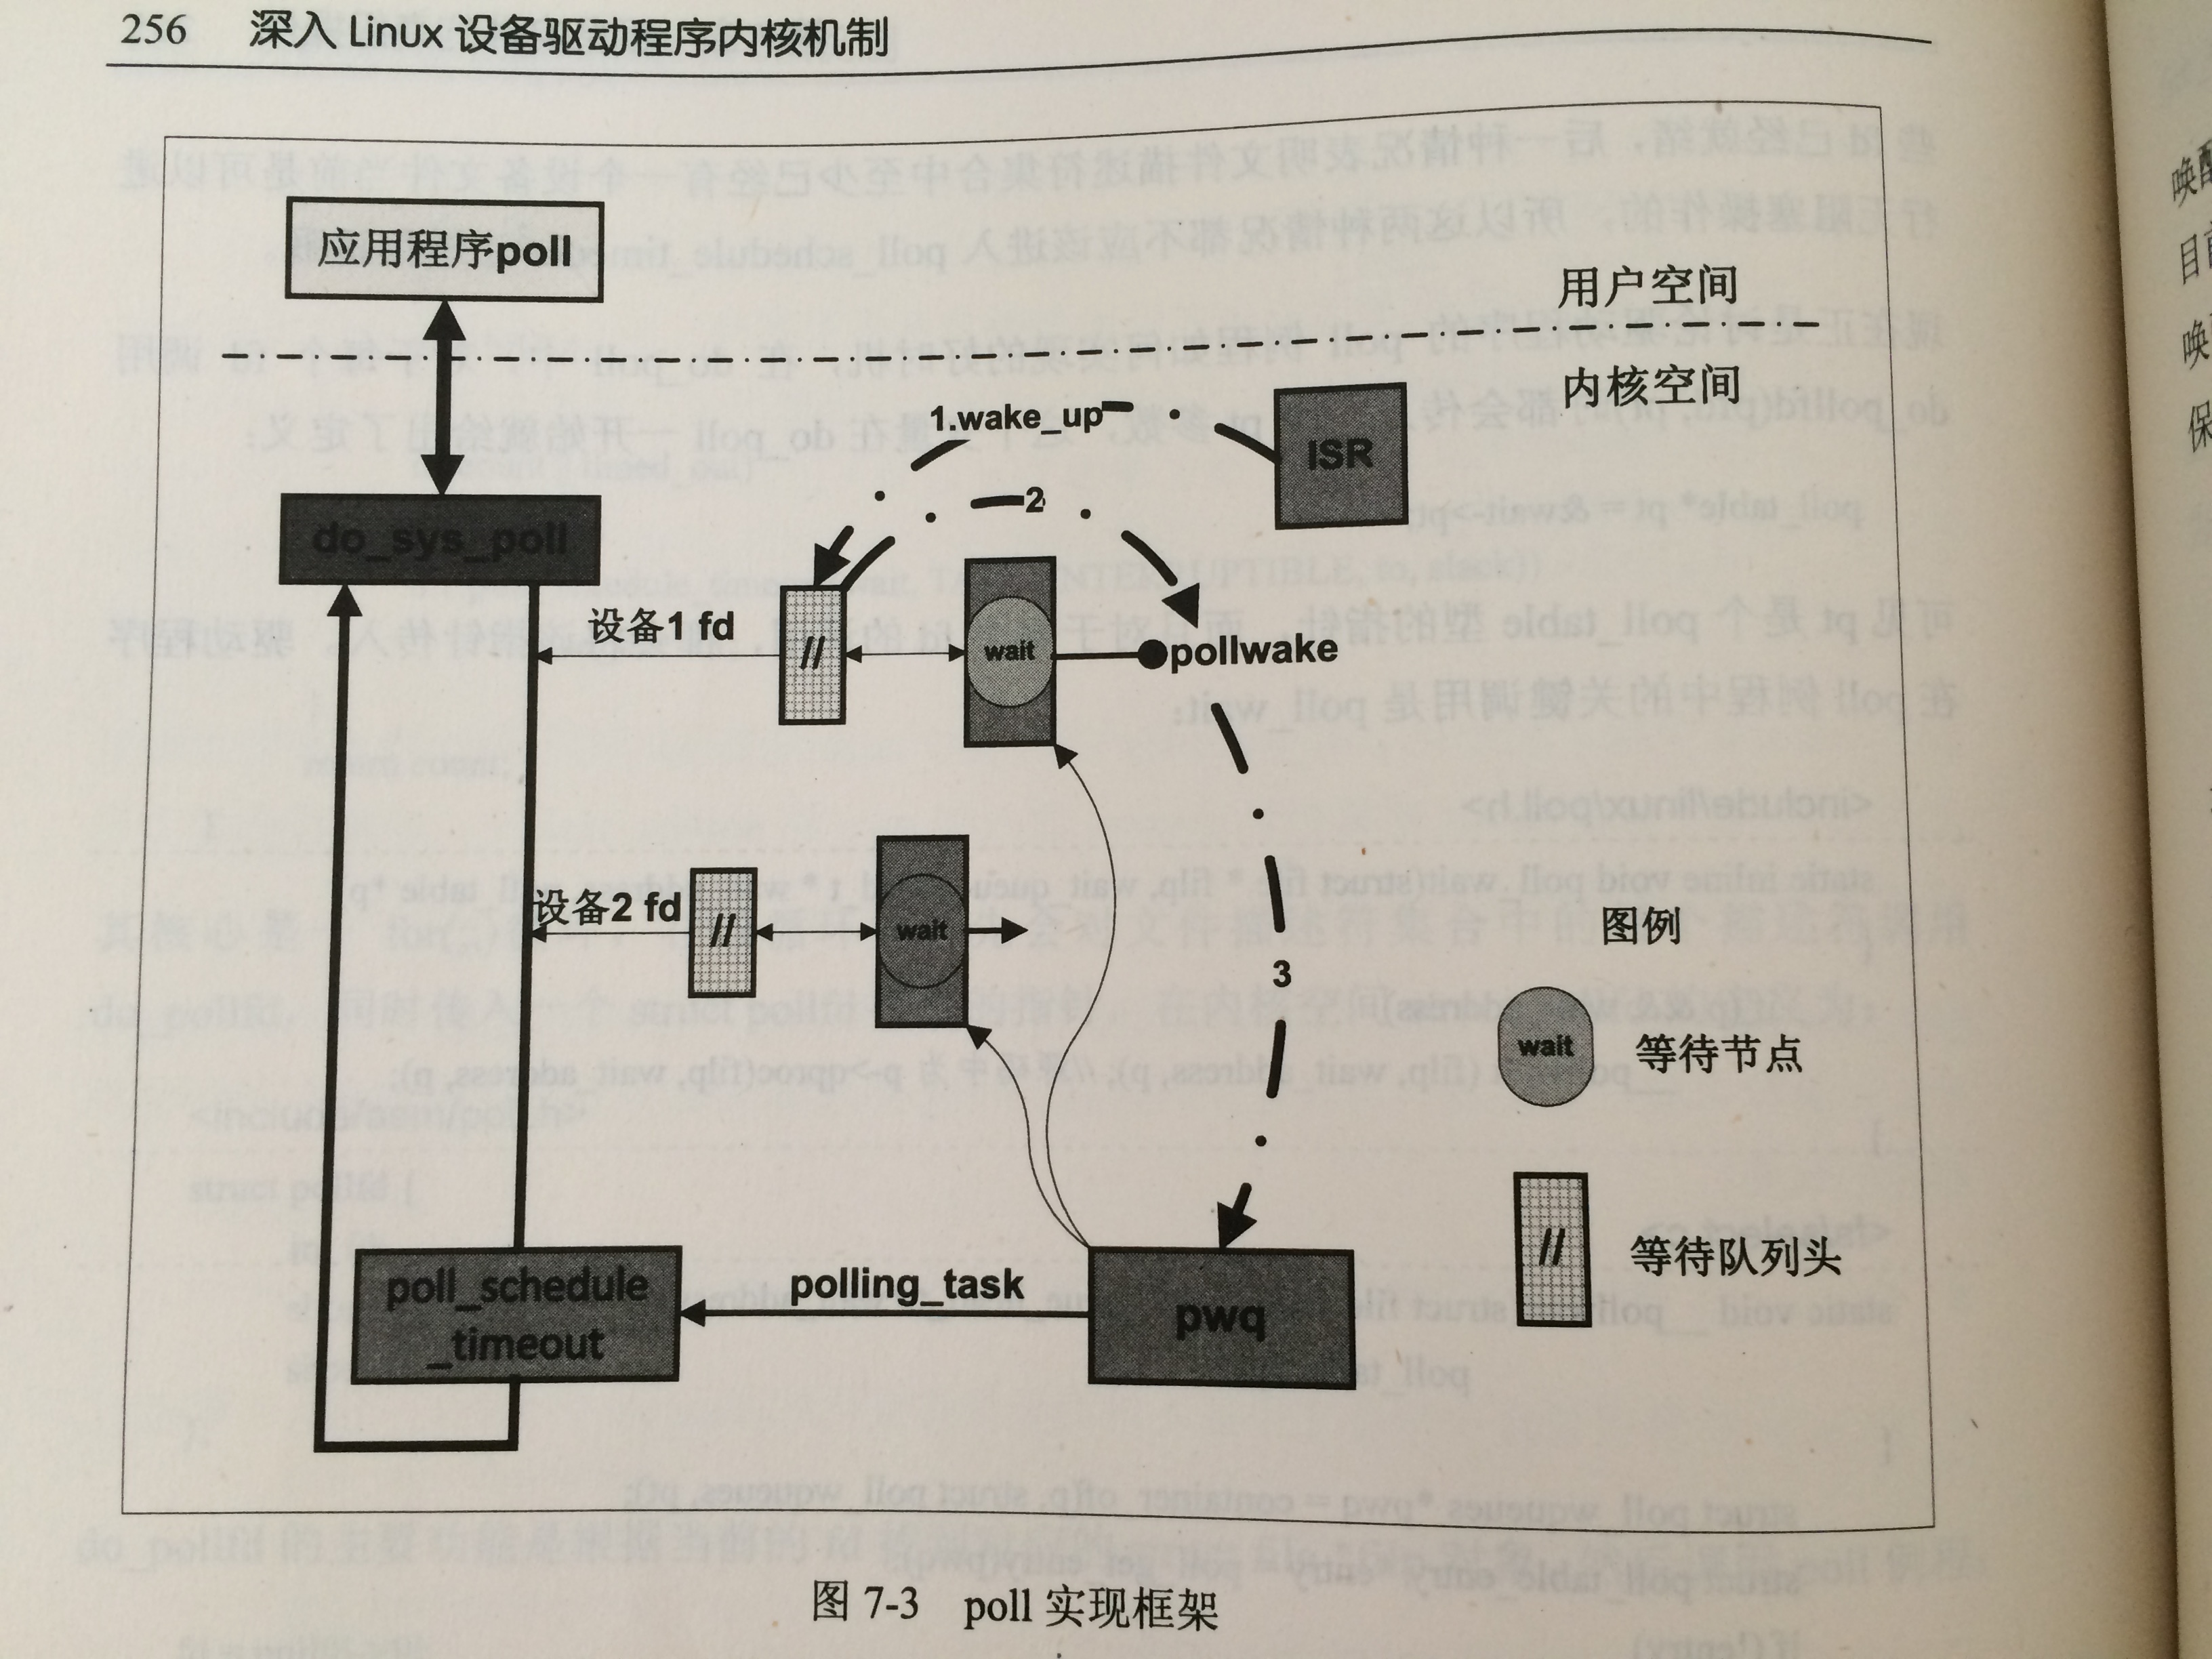 256 深入 Linux 设备驱动程序内核机制
应用程序poll
用户空间
内核空间
1.wake_up
ISR
2
do_sys_poll
设备1 fd
//
wait
pollwake
设备2 fd
//
wait
3
图例
wait
等待节点
//
等待队列头
poll_schedule
_timeout
polling_task
pwq
图 7-3 poll 实现框架